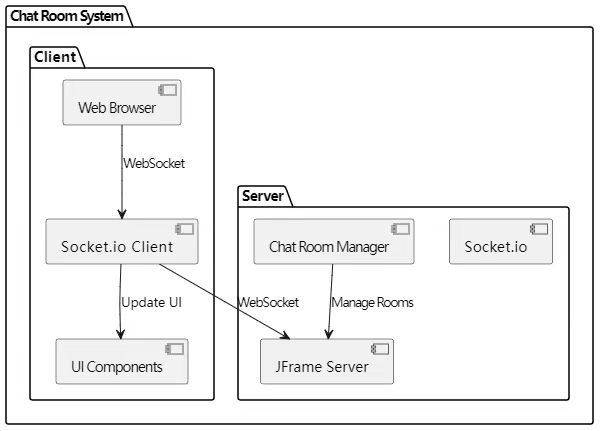 Chat Room System
Client
Web Browser
WebSocket
Server
Socket.io Client
Chat Room Manager
Socket.io
Update UI
WebSocket
Manage Rooms
UI Components
JFrame Server